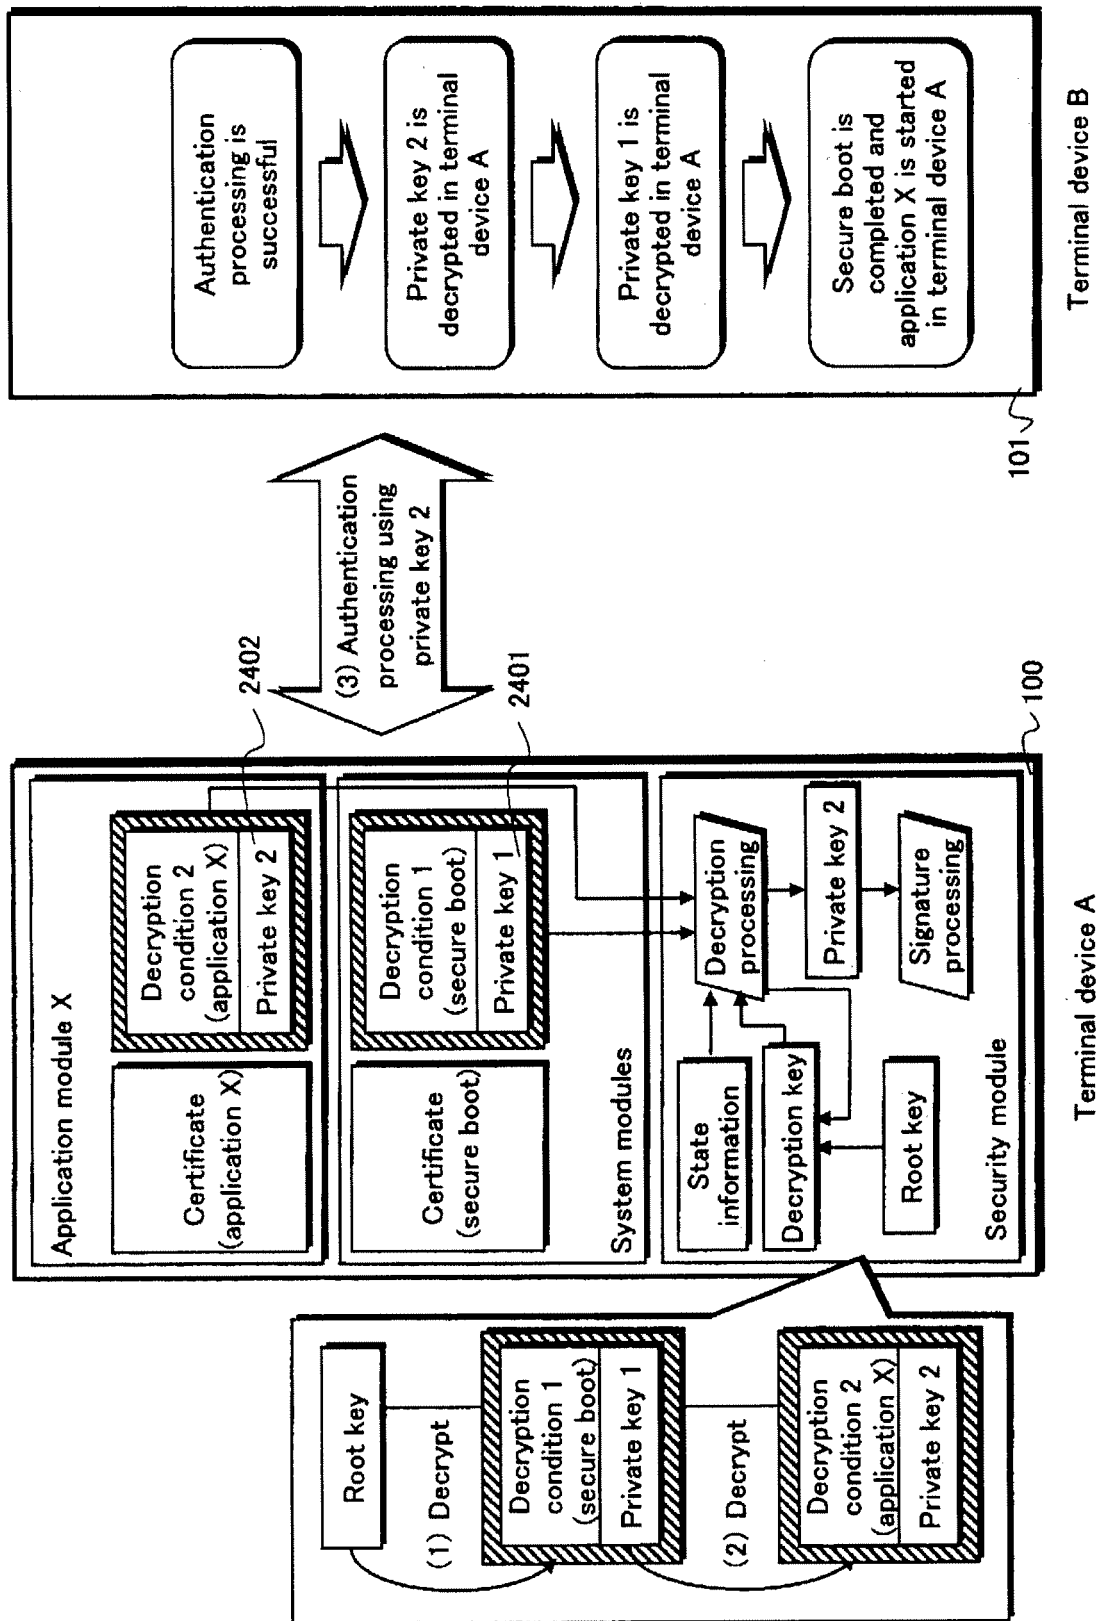 Root key
(1) Decrypt
Decryption
condition 1
(secure boot)
Private key 1
(2) Decrypt
Decryption
condition 2
(application X)
Private key 2
Application module X
Certificate
(application X)
Decryption
condition 2
(application X)
Private key 2
2402
Certificate
(secure boot)
Decryption
condition 1
(secure boot)
Private key 1
2401
System modules
State
information
Decryption key
Root key
Decryption
processing
Private key 2
Signature
processing
Security module
100
Terminal device A
(3) Authentication
processing using
private key 2
Authentication
processing is
successful
Private key 2 is
decrypted in terminal
device A
Private key 1 is
decrypted in terminal
device A
Secure boot is
completed and
application X is started
in terminal device A
101
Terminal device B